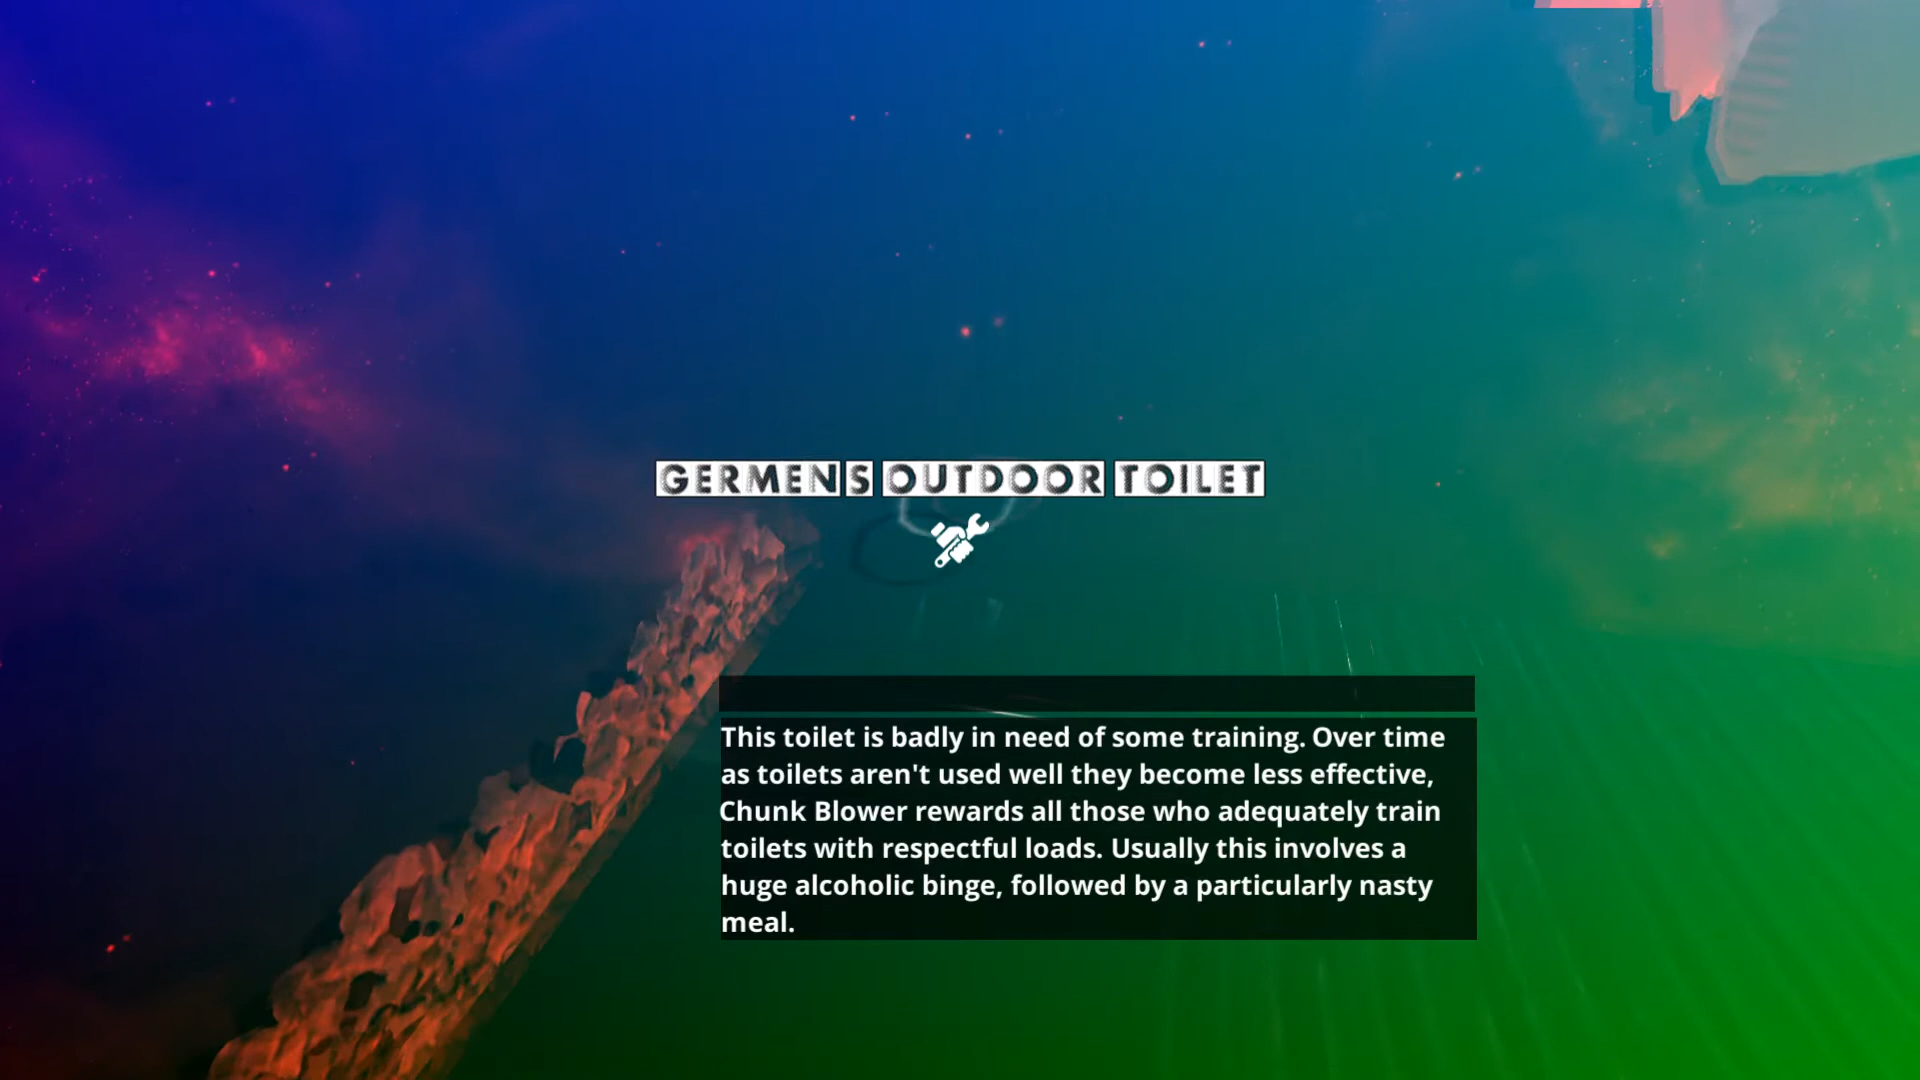 GERMEN S OUTDOOR TOILET
This toilet is badly in need of some training. Over time
as toilets aren't used well they become less effective,
Chunk Blower rewards all those who adequately train
toilets with respectful loads. Usually this involves a
huge alcoholic binge, followed by a particularly nasty
meal.